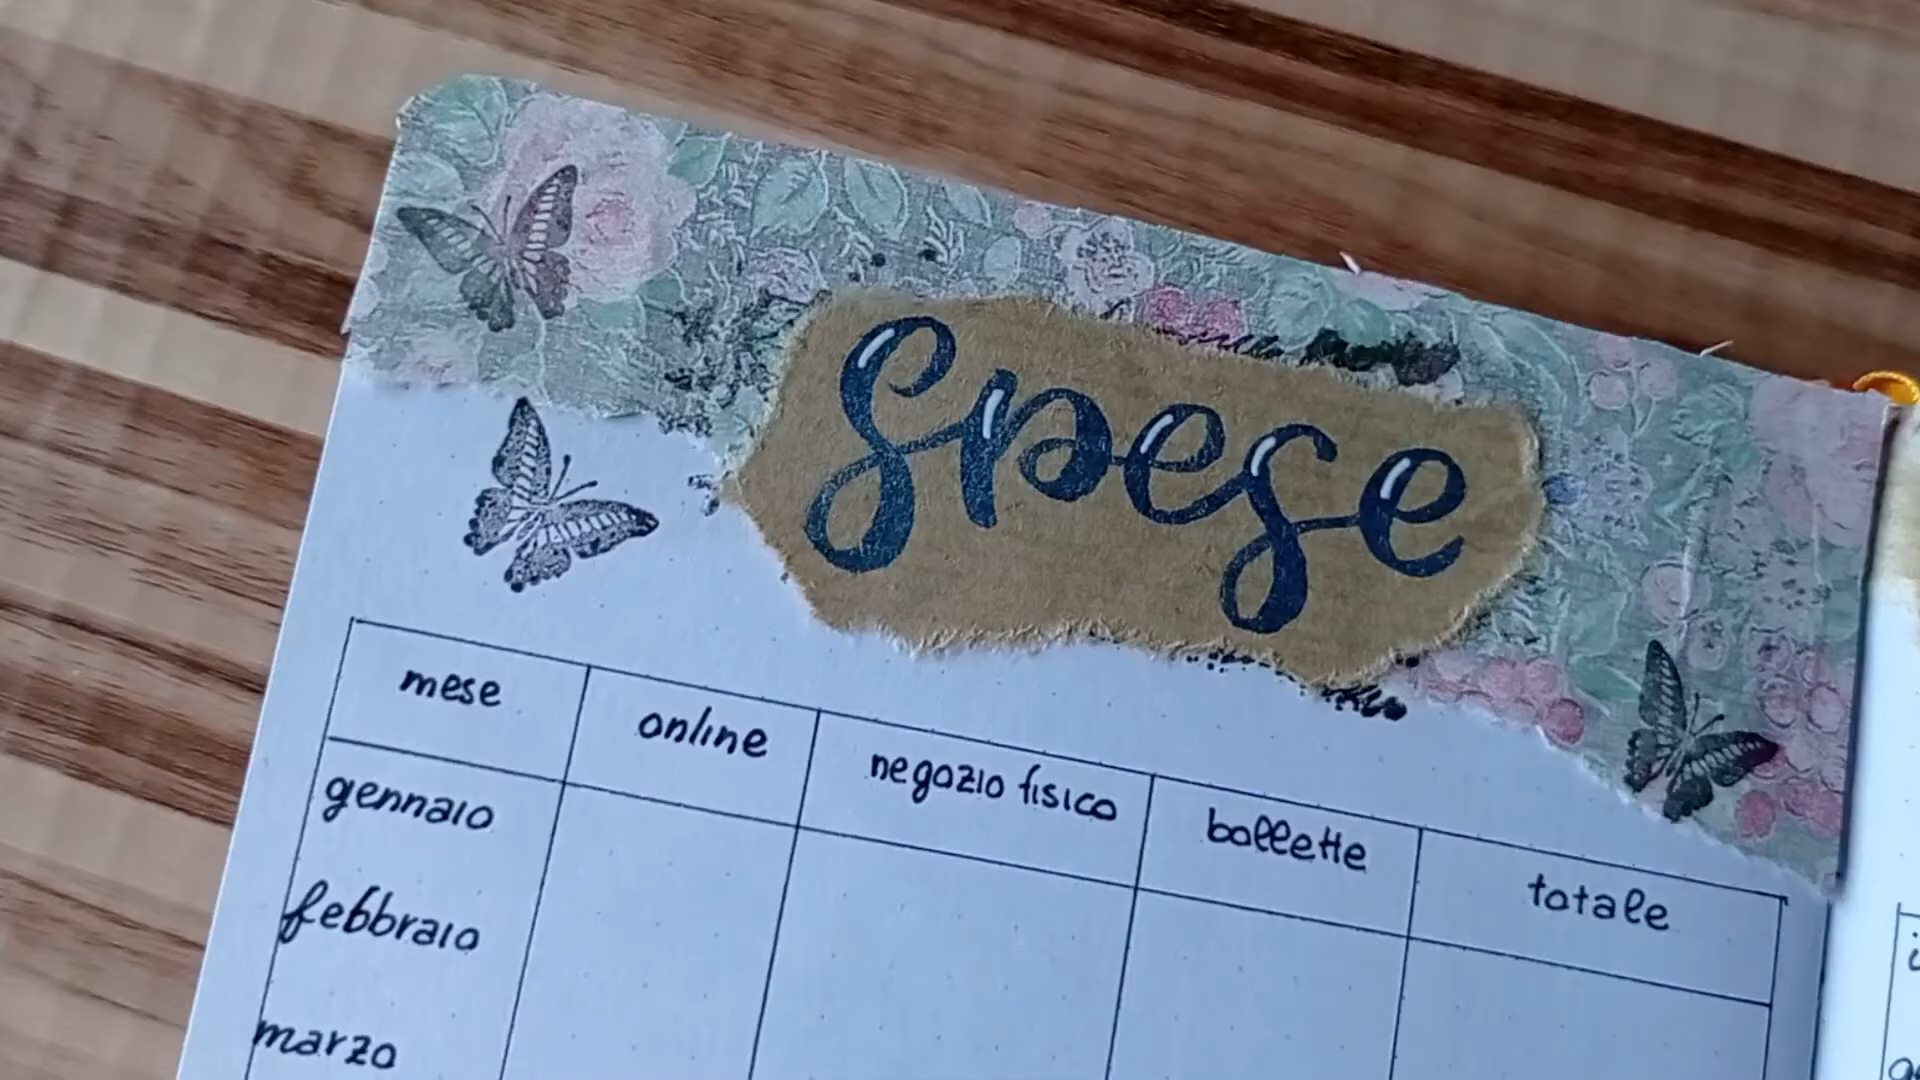 Spese
mese online negozio fisico bollette totale
gennaio
febbraio
marzo